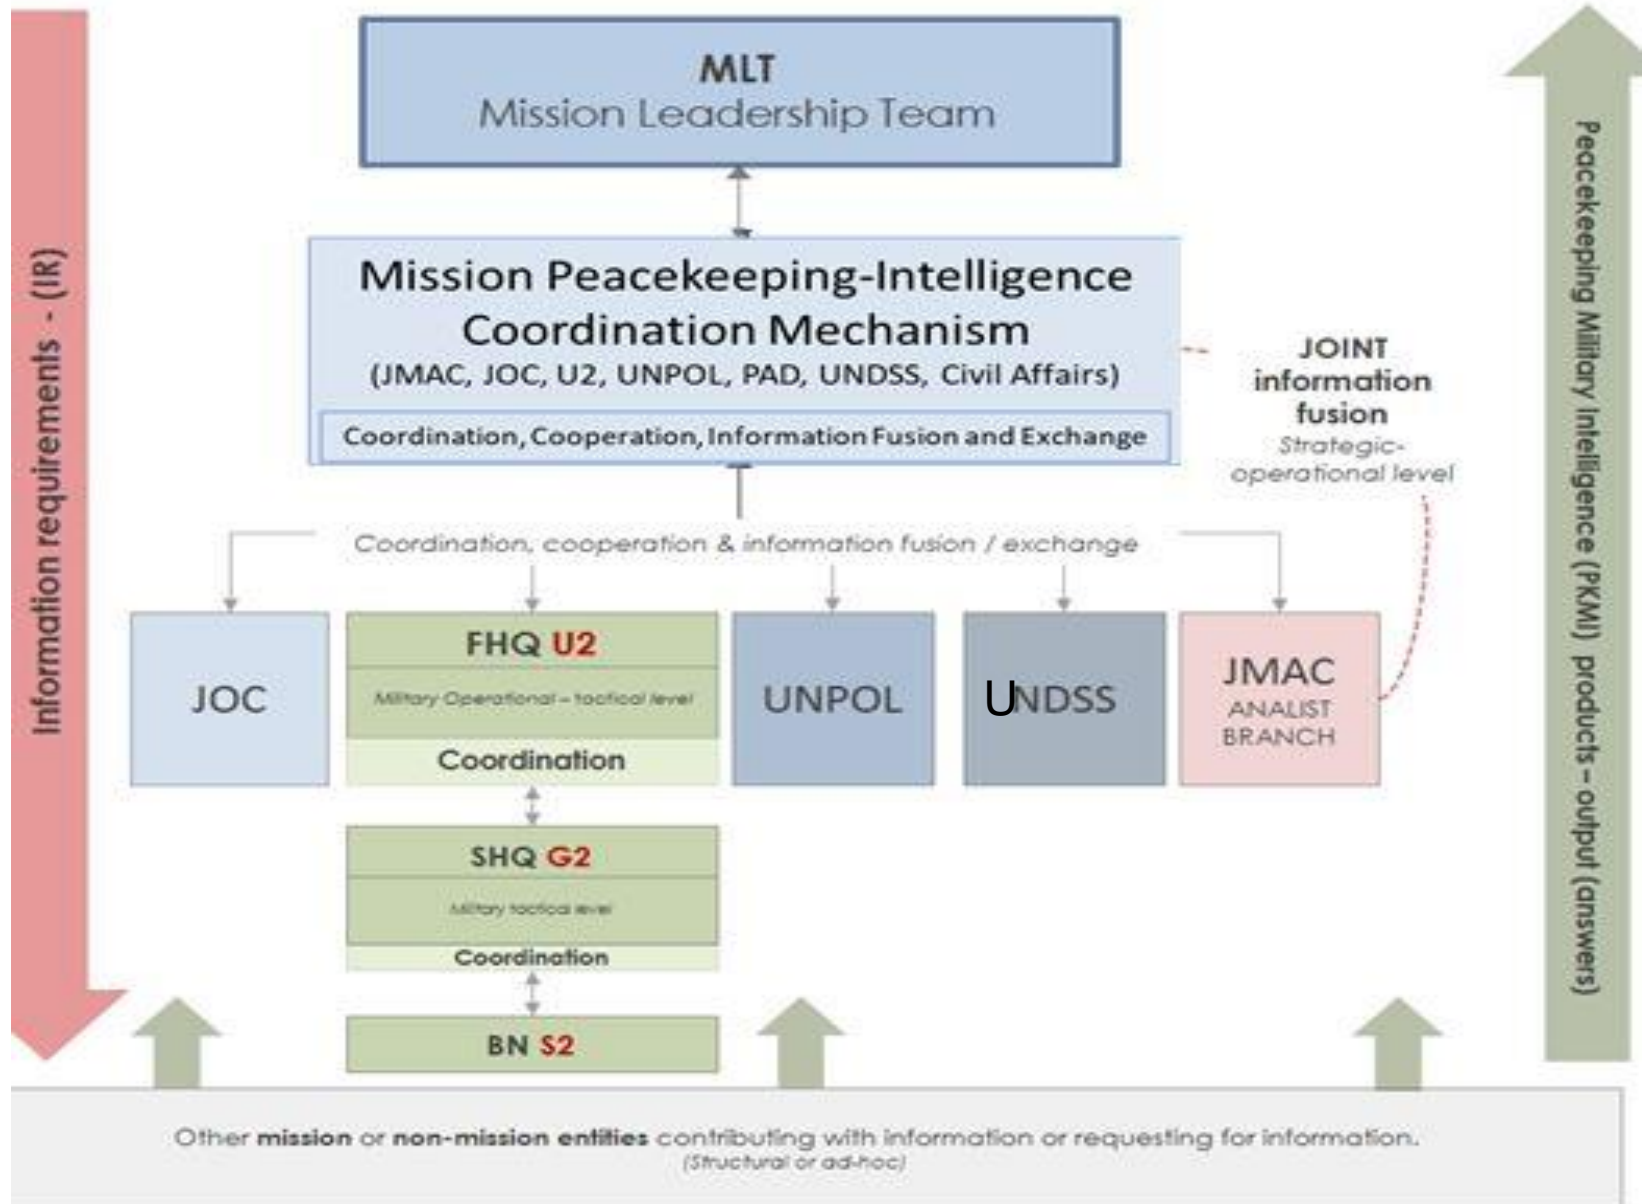 MLT
Mission Leadership Team
Mission Peacekeeping-Intelligence
Coordination Mechanism
(JMAC, JOC, U2, UNPOL, PAD, UNDSS, Civil Affairs)
Coordination, Cooperation, Information Fusion and Exchange
JOINT
information
fusion
Strategic-
operational level
Coordination, cooperation & information fusion / exchange
JOC
FHQ U2
Military Operational – tactical level
Coordination
UNPOL
UNDSS
JMAC
ANALIST
BRANCH
SHQ G2
Military tactical level
Coordination
BN S2
Information requirements - (IR)
Peacekeeping Military Intelligence (PKMI) products – output (answers)
Other mission or non-mission entities contributing with information or requesting for information.
(Structural or ad-hoc)